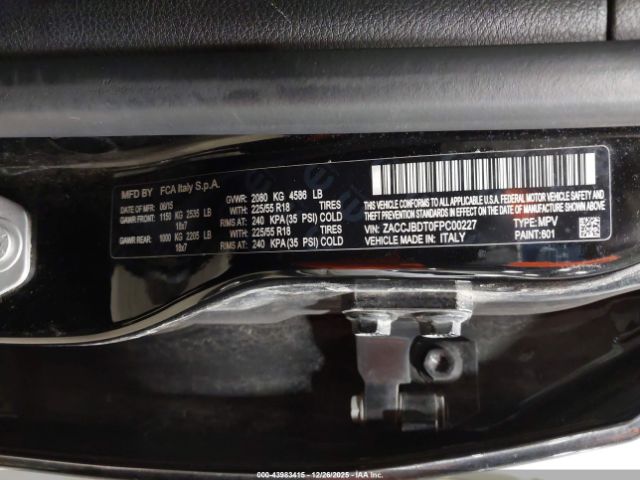 MFD BY FCA Italy S.p.A.
DATE OF MFR: 06/15 GVWR: 2080 KG 4586 LB
GAWR FRONT: 1150 KG 2535 LB WITH: 225/55 R18 TIRES
18x7 RIMS AT: 240 KPA(35 PSI) COLD
GAWR REAR: 1000 KG 2205 LB WITH: 225/55 R18 TIRES
18x7 RIMS AT: 240 KPA(35 PSI) COLD
THIS VEHICLE CONFORMS TO ALL APPLICABLE U.S.A. FEDERAL MOTOR VEHICLE SAFETY,
BUMPER, AND THEFT PREVENTION STANDARDS IN EFFECT ON THE DATE OF MANUFACTURE SHOWN ABOVE.
VIN: ZACCJBDT0FPC00227 TYPE: MPV
VEHICLE MADE IN: ITALY PAINT: 601
000-43983415 - 12/26/2025 - IAAI.com